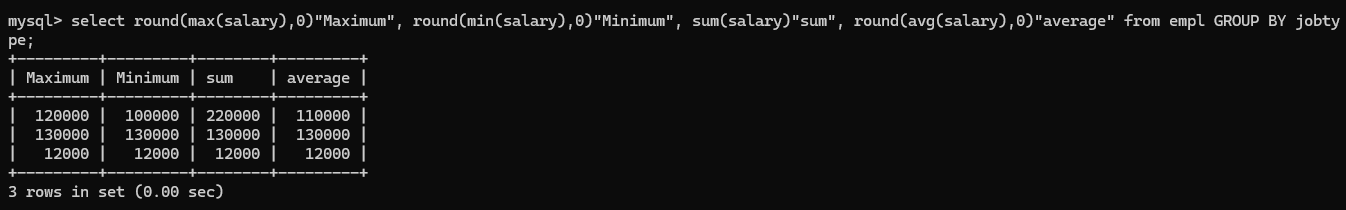 mysql> select round(max(salary),0)"Maximum", round(min(salary),0)"Minimum", sum(salary)"sum", round(avg(salary),0)"average" from empl GROUP BY jobty
pe;
+---------+---------+--------+---------+
| Maximum | Minimum | sum    | average |
+---------+---------+--------+---------+
|  120000 |  100000 | 220000 |  110000 |
|  130000 |  130000 | 130000 |  130000 |
|   12000 |   12000 |  12000 |   12000 |
+---------+---------+--------+---------+
3 rows in set (0.00 sec)